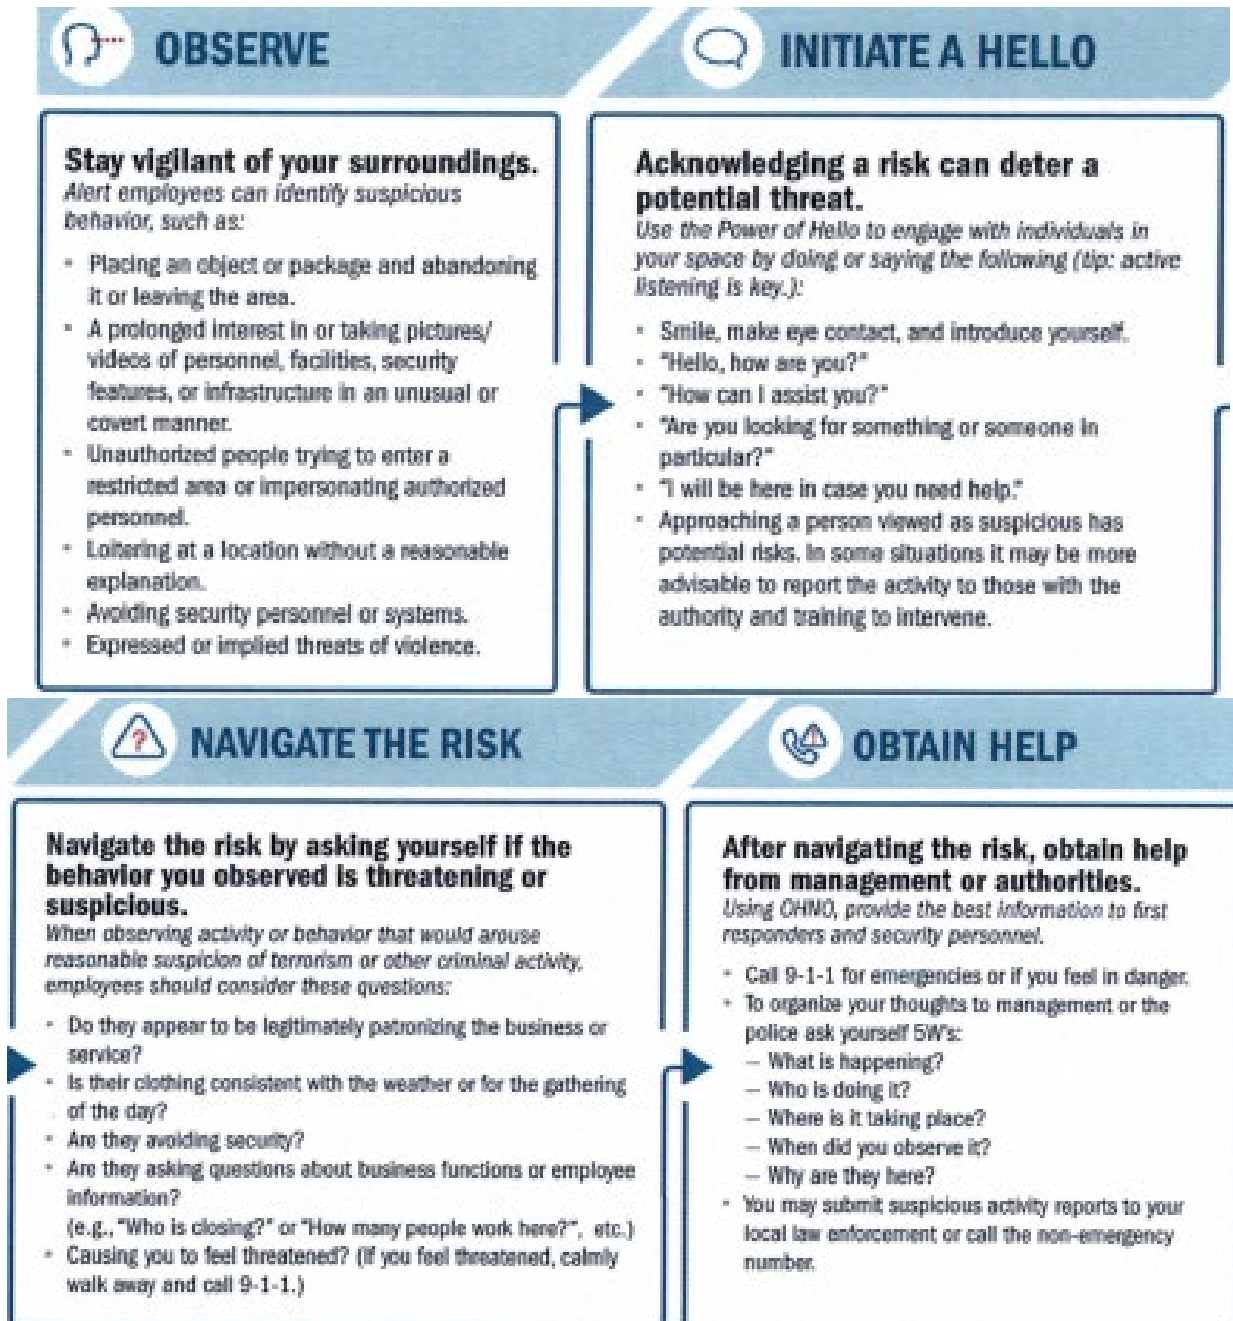 OBSERVE
Stay vigilant of your surroundings.
Alert employees can identify suspicious
behavior, such as:
• Placing an object or package and abandoning
it or leaving the area.
• A prolonged interest in or taking pictures/
videos of personnel, facilities, security
features, or infrastructure in an unusual or
covert manner.
• Unauthorized people trying to enter a
restricted area or impersonating authorized
personnel.
• Loitering at a location without a reasonable
explanation.
• Avoiding security personnel or systems.
• Expressed or implied threats of violence.
INITIATE A HELLO
Acknowledging a risk can deter a
potential threat.
Use the Power of Hello to engage with individuals in
your space by doing or saying the following (tip: active
listening is key.):
• Smile, make eye contact, and introduce yourself.
• "Hello, how are you?"
• "How can I assist you?"
• "Are you looking for something or someone in
particular?"
• "I will be here in case you need help."
• Approaching a person viewed as suspicious has
potential risks. In some situations it may be more
advisable to report the activity to those with the
authority and training to intervene.
NAVIGATE THE RISK
Navigate the risk by asking yourself if the
behavior you observed is threatening or
suspicious.
When observing activity or behavior that would arouse
reasonable suspicion of terrorism or other criminal activity,
employees should consider these questions:
• Do they appear to be legitimately patronizing the business or
service?
• Is their clothing consistent with the weather or for the gathering
of the day?
• Are they avoiding security?
• Are they asking questions about business functions or employee
information?
(e.g., "Who is closing?" or "How many people work here?", etc.)
• Causing you to feel threatened? (If you feel threatened, calmly
walk away and call 9-1-1.)
OBTAIN HELP
After navigating the risk, obtain help
from management or authorities.
Using OHNO, provide the best information to first
responders and security personnel.
• Call 9-1-1 for emergencies or if you feel in danger.
• To organize your thoughts to management or the
police ask yourself 5W's:
– What is happening?
– Who is doing it?
– Where is it taking place?
– When did you observe it?
– Why are they here?
• You may submit suspicious activity reports to your
local law enforcement or call the non-emergency
number.